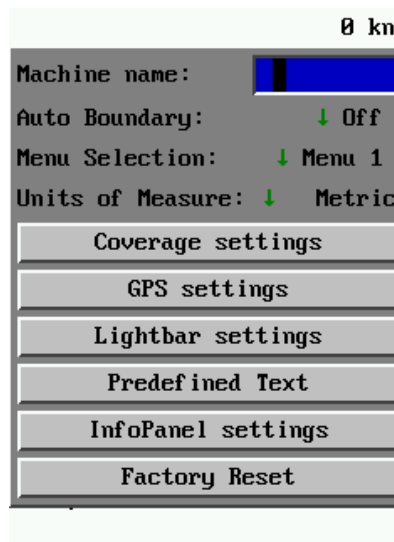 0 km
Machine name:
Auto Boundary: ↓ Off
Menu Selection: ↓ Menu 1
Units of Measure: ↓ Metric
Coverage settings
GPS settings
Lightbar settings
Predefined Text
InfoPanel settings
Factory Reset